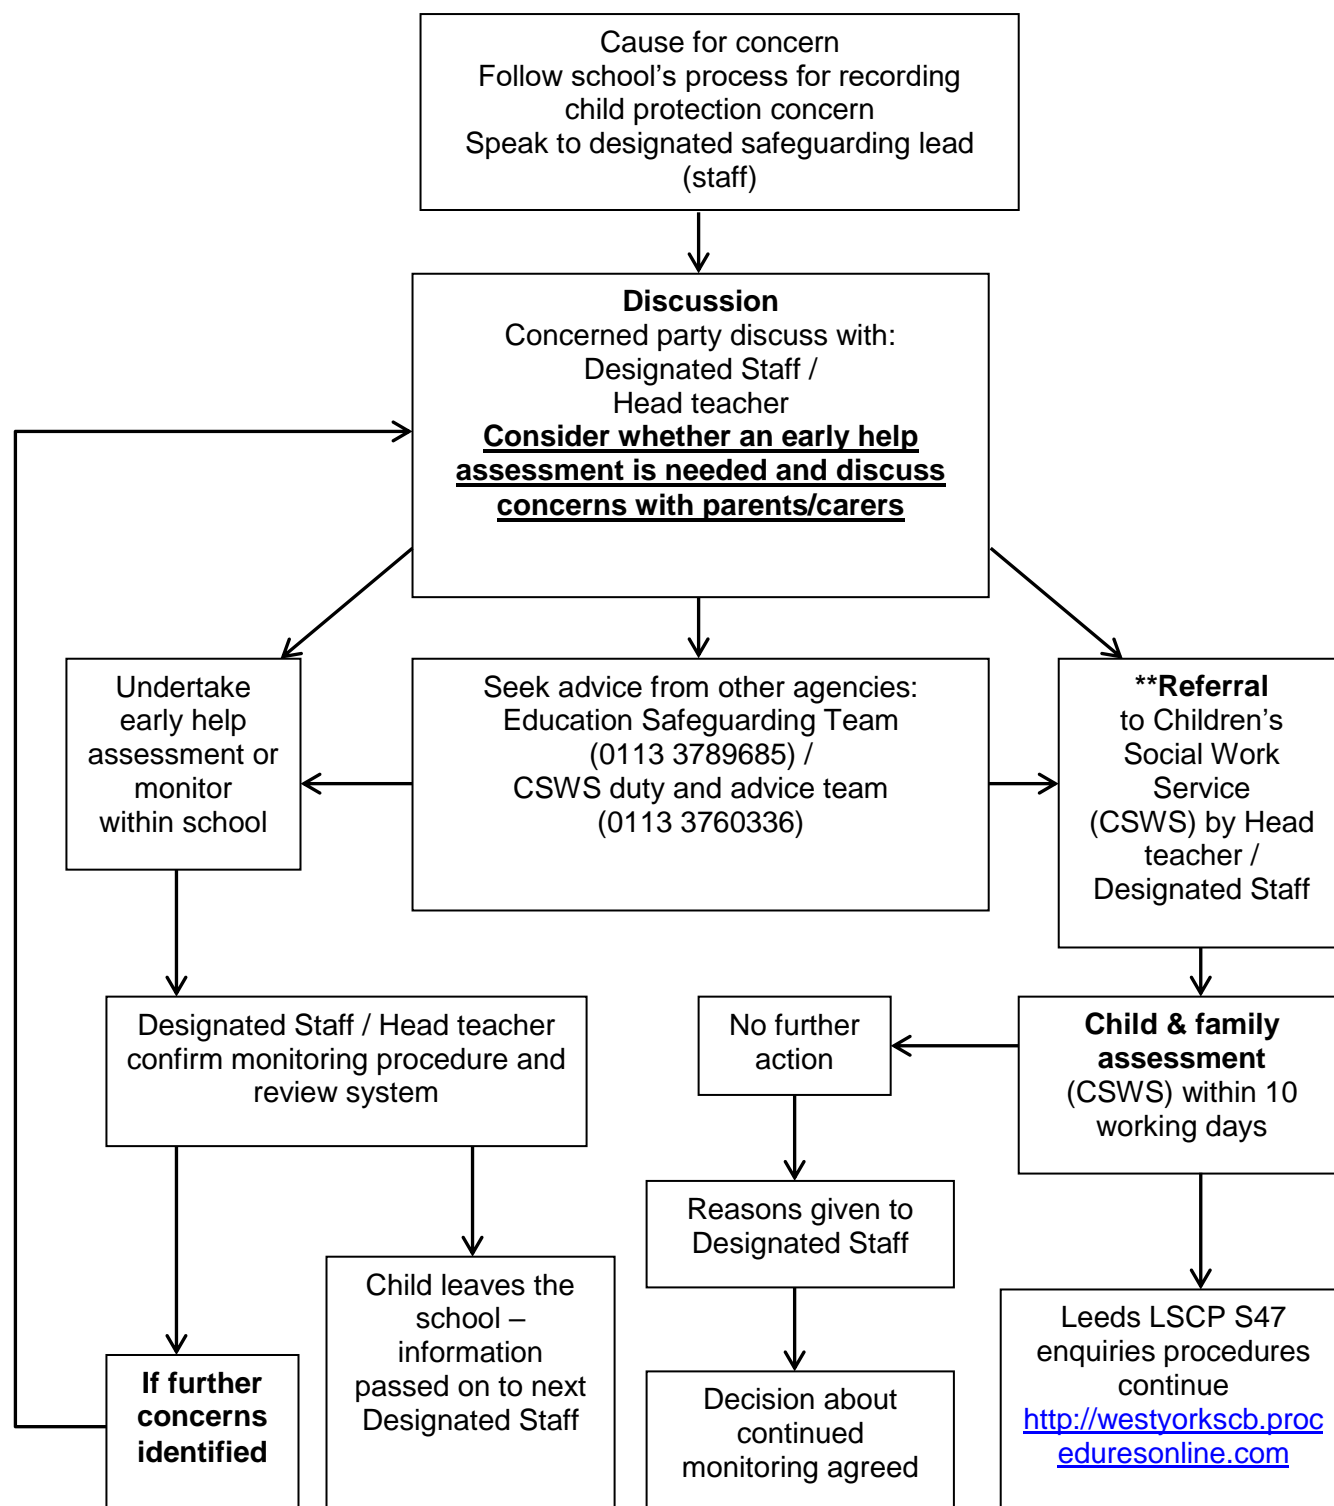 Cause for concern
Follow school’s process for recording
child protection concern
Speak to designated safeguarding lead
(staff)
Discussion
Concerned party discuss with:
Designated Staff /
Head teacher
Consider whether an early help
assessment is needed and discuss
concerns with parents/carers
Undertake
early help
assessment or
monitor
within school
Seek advice from other agencies:
Education Safeguarding Team
(0113 3789685) /
CSWS duty and advice team
(0113 3760336)
**Referral
to Children’s
Social Work
Service
(CSWS) by Head
teacher /
Designated Staff
Designated Staff / Head teacher
confirm monitoring procedure and
review system
No further
action
Child & family
assessment
(CSWS) within 10
working days
Reasons given to
Designated Staff
Child leaves the
school –
information
passed on to next
Designated Staff
If further
concerns
identified
Decision about
continued
monitoring agreed
Leeds LSCP S47
enquiries procedures
continue
http://westyorkscb.proc
eduresonline.com